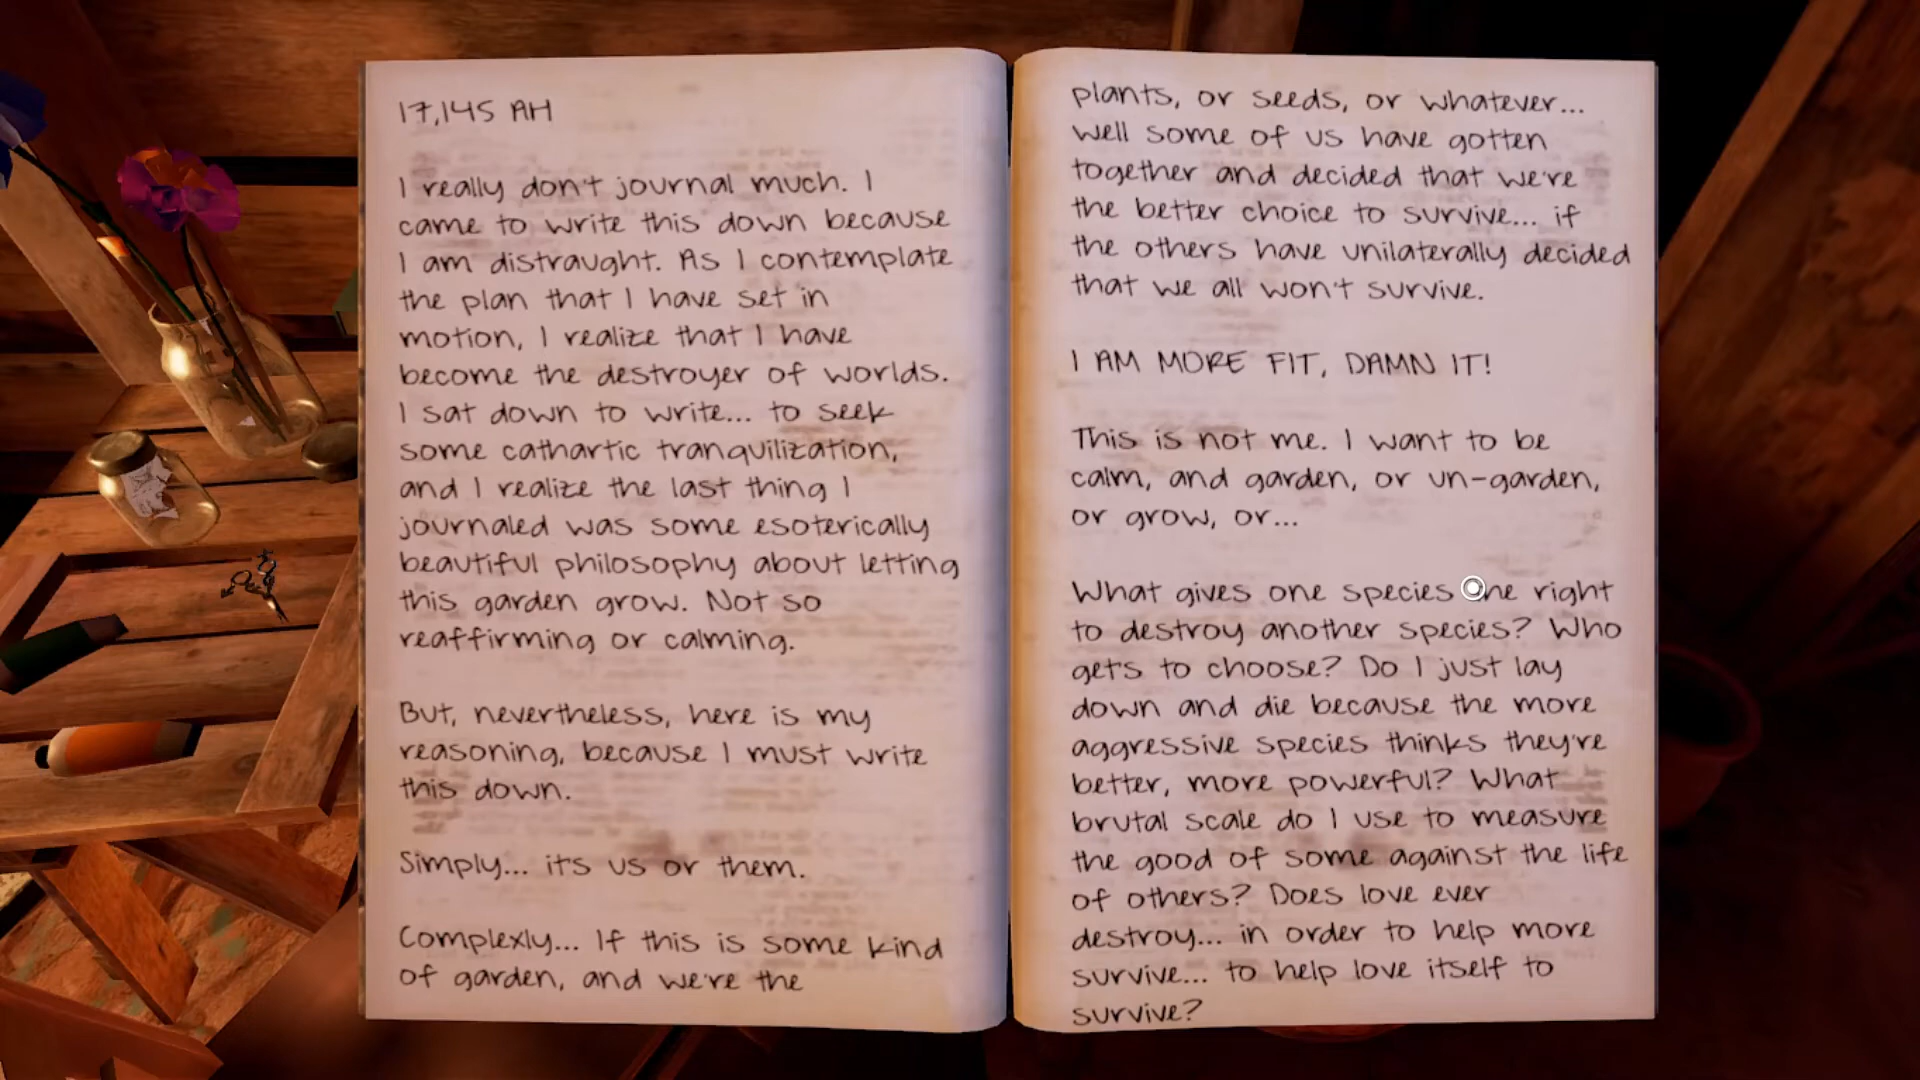 17,145 AH
I really don't journal much. I
came to write this down because
I am distraught. As I contemplate
the plan that I have set in
motion, I realize that I have
become the destroyer of worlds.
I sat down to write... to seek
some cathartic tranquilization,
and I realize the last thing I
journaled was some esoterically
beautiful philosophy about letting
this garden grow. Not so
reaffirming or calming.
But, nevertheless, here is my
reasoning, because I must write
this down.
Simply... it's us or them.
Complexly... If this is some kind
of garden, and we're the
plants, or seeds, or whatever...
well some of us have gotten
together and decided that we're
the better choice to survive... if
the others have unilaterally decided
that we all won't survive.
I AM MORE FIT, DAMN IT!
This is not me. I want to be
calm, and garden, or un-garden,
or grow, or...
What gives one species the right
to destroy another species? Who
gets to choose? Do I just lay
down and die because the more
aggressive species thinks they're
better, more powerful? What
brutal scale do I use to measure
the good of some against the life
of others? Does love ever
destroy... in order to help more
survive... to help love itself to
survive?